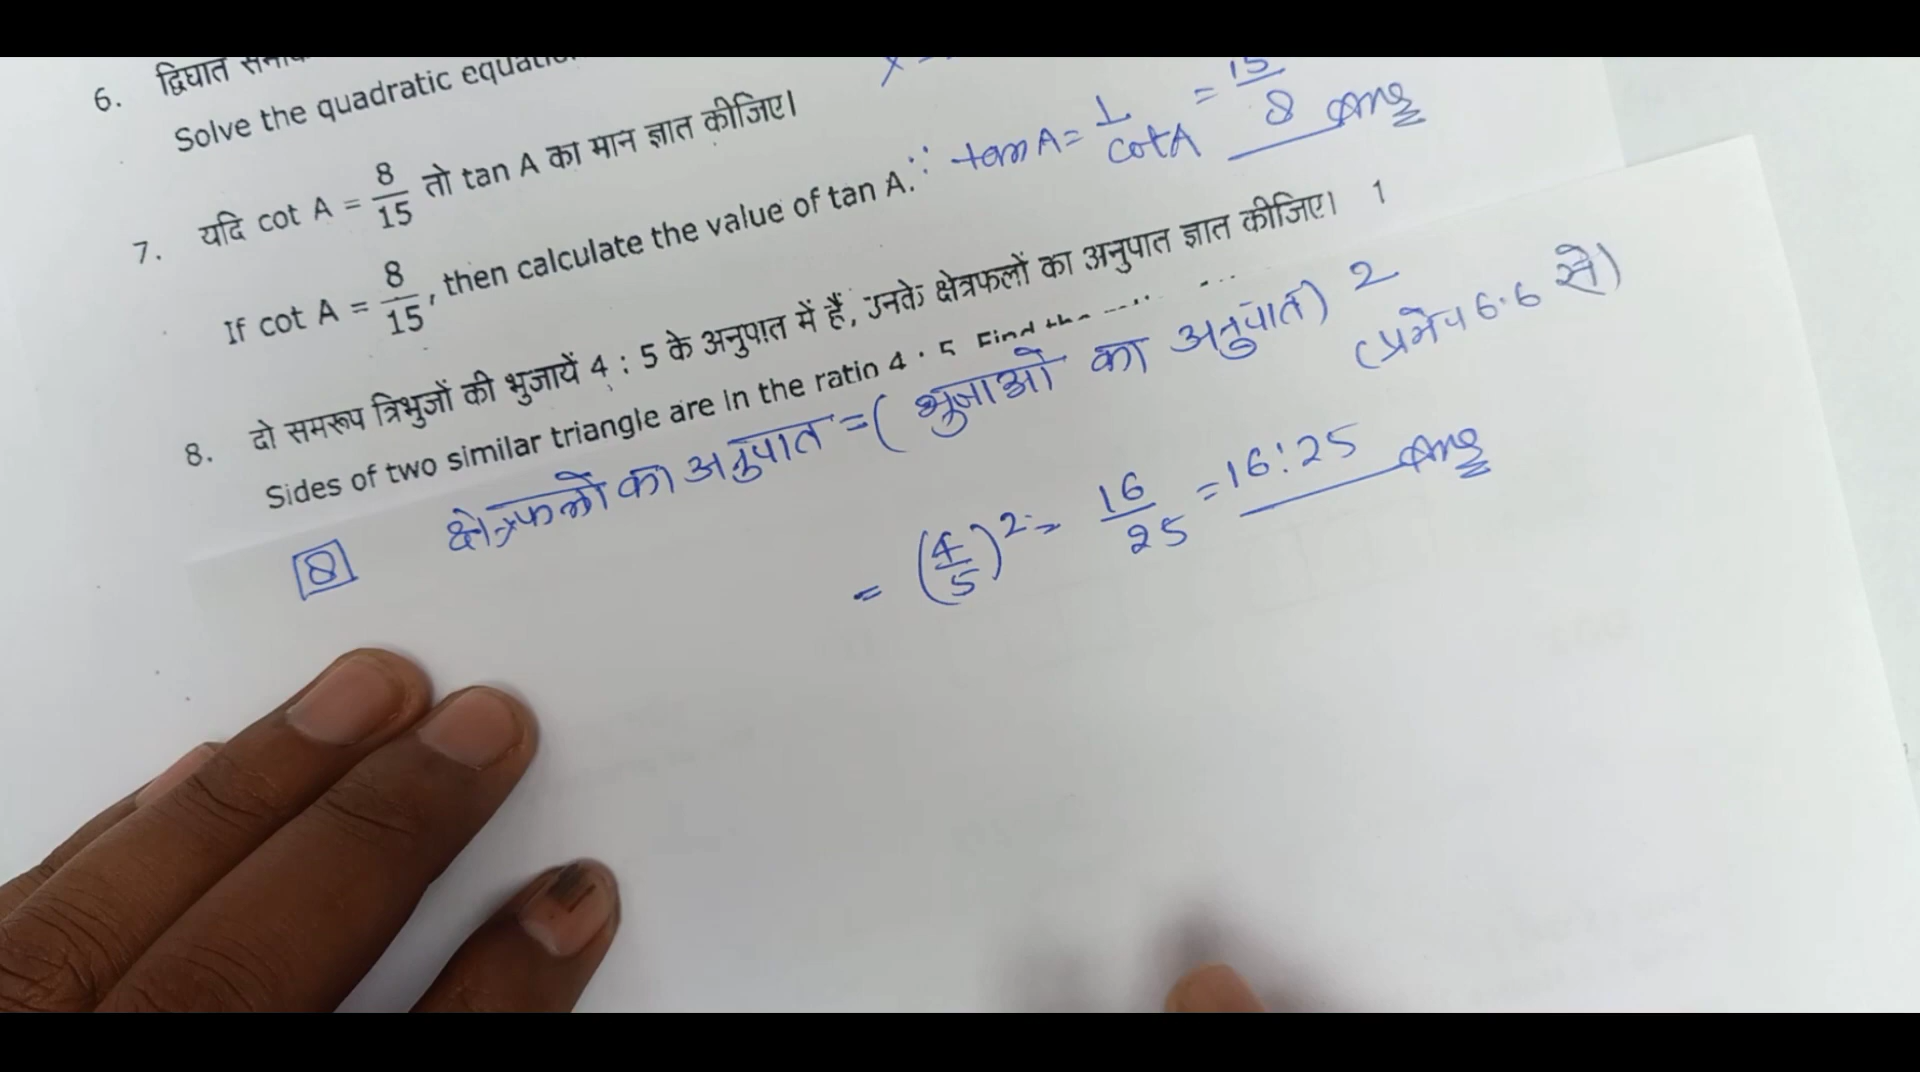 6. द्विघात
Solve the quadratic
7. यदि cot A = 8/15 तो tan A का मान ज्ञात कीजिए।
If cot A = 8/15, then calculate the value of tan A. ∵ tan A = 1/cot A = 15/8 Ans
8. दो समरूप त्रिभुजों की भुजायें 4 : 5 के अनुपात में हैं, उनके क्षेत्रफलों का अनुपात ज्ञात कीजिए। 1
Sides of two similar triangle are in the ratio 4 : 5 Find the
8 क्षेत्रफलों का अनुपात = (भुजाओं का अनुपात)2
(प्रमेय 6.6 से)
= (4/5)2 = 16/25 = 16:25 Ans